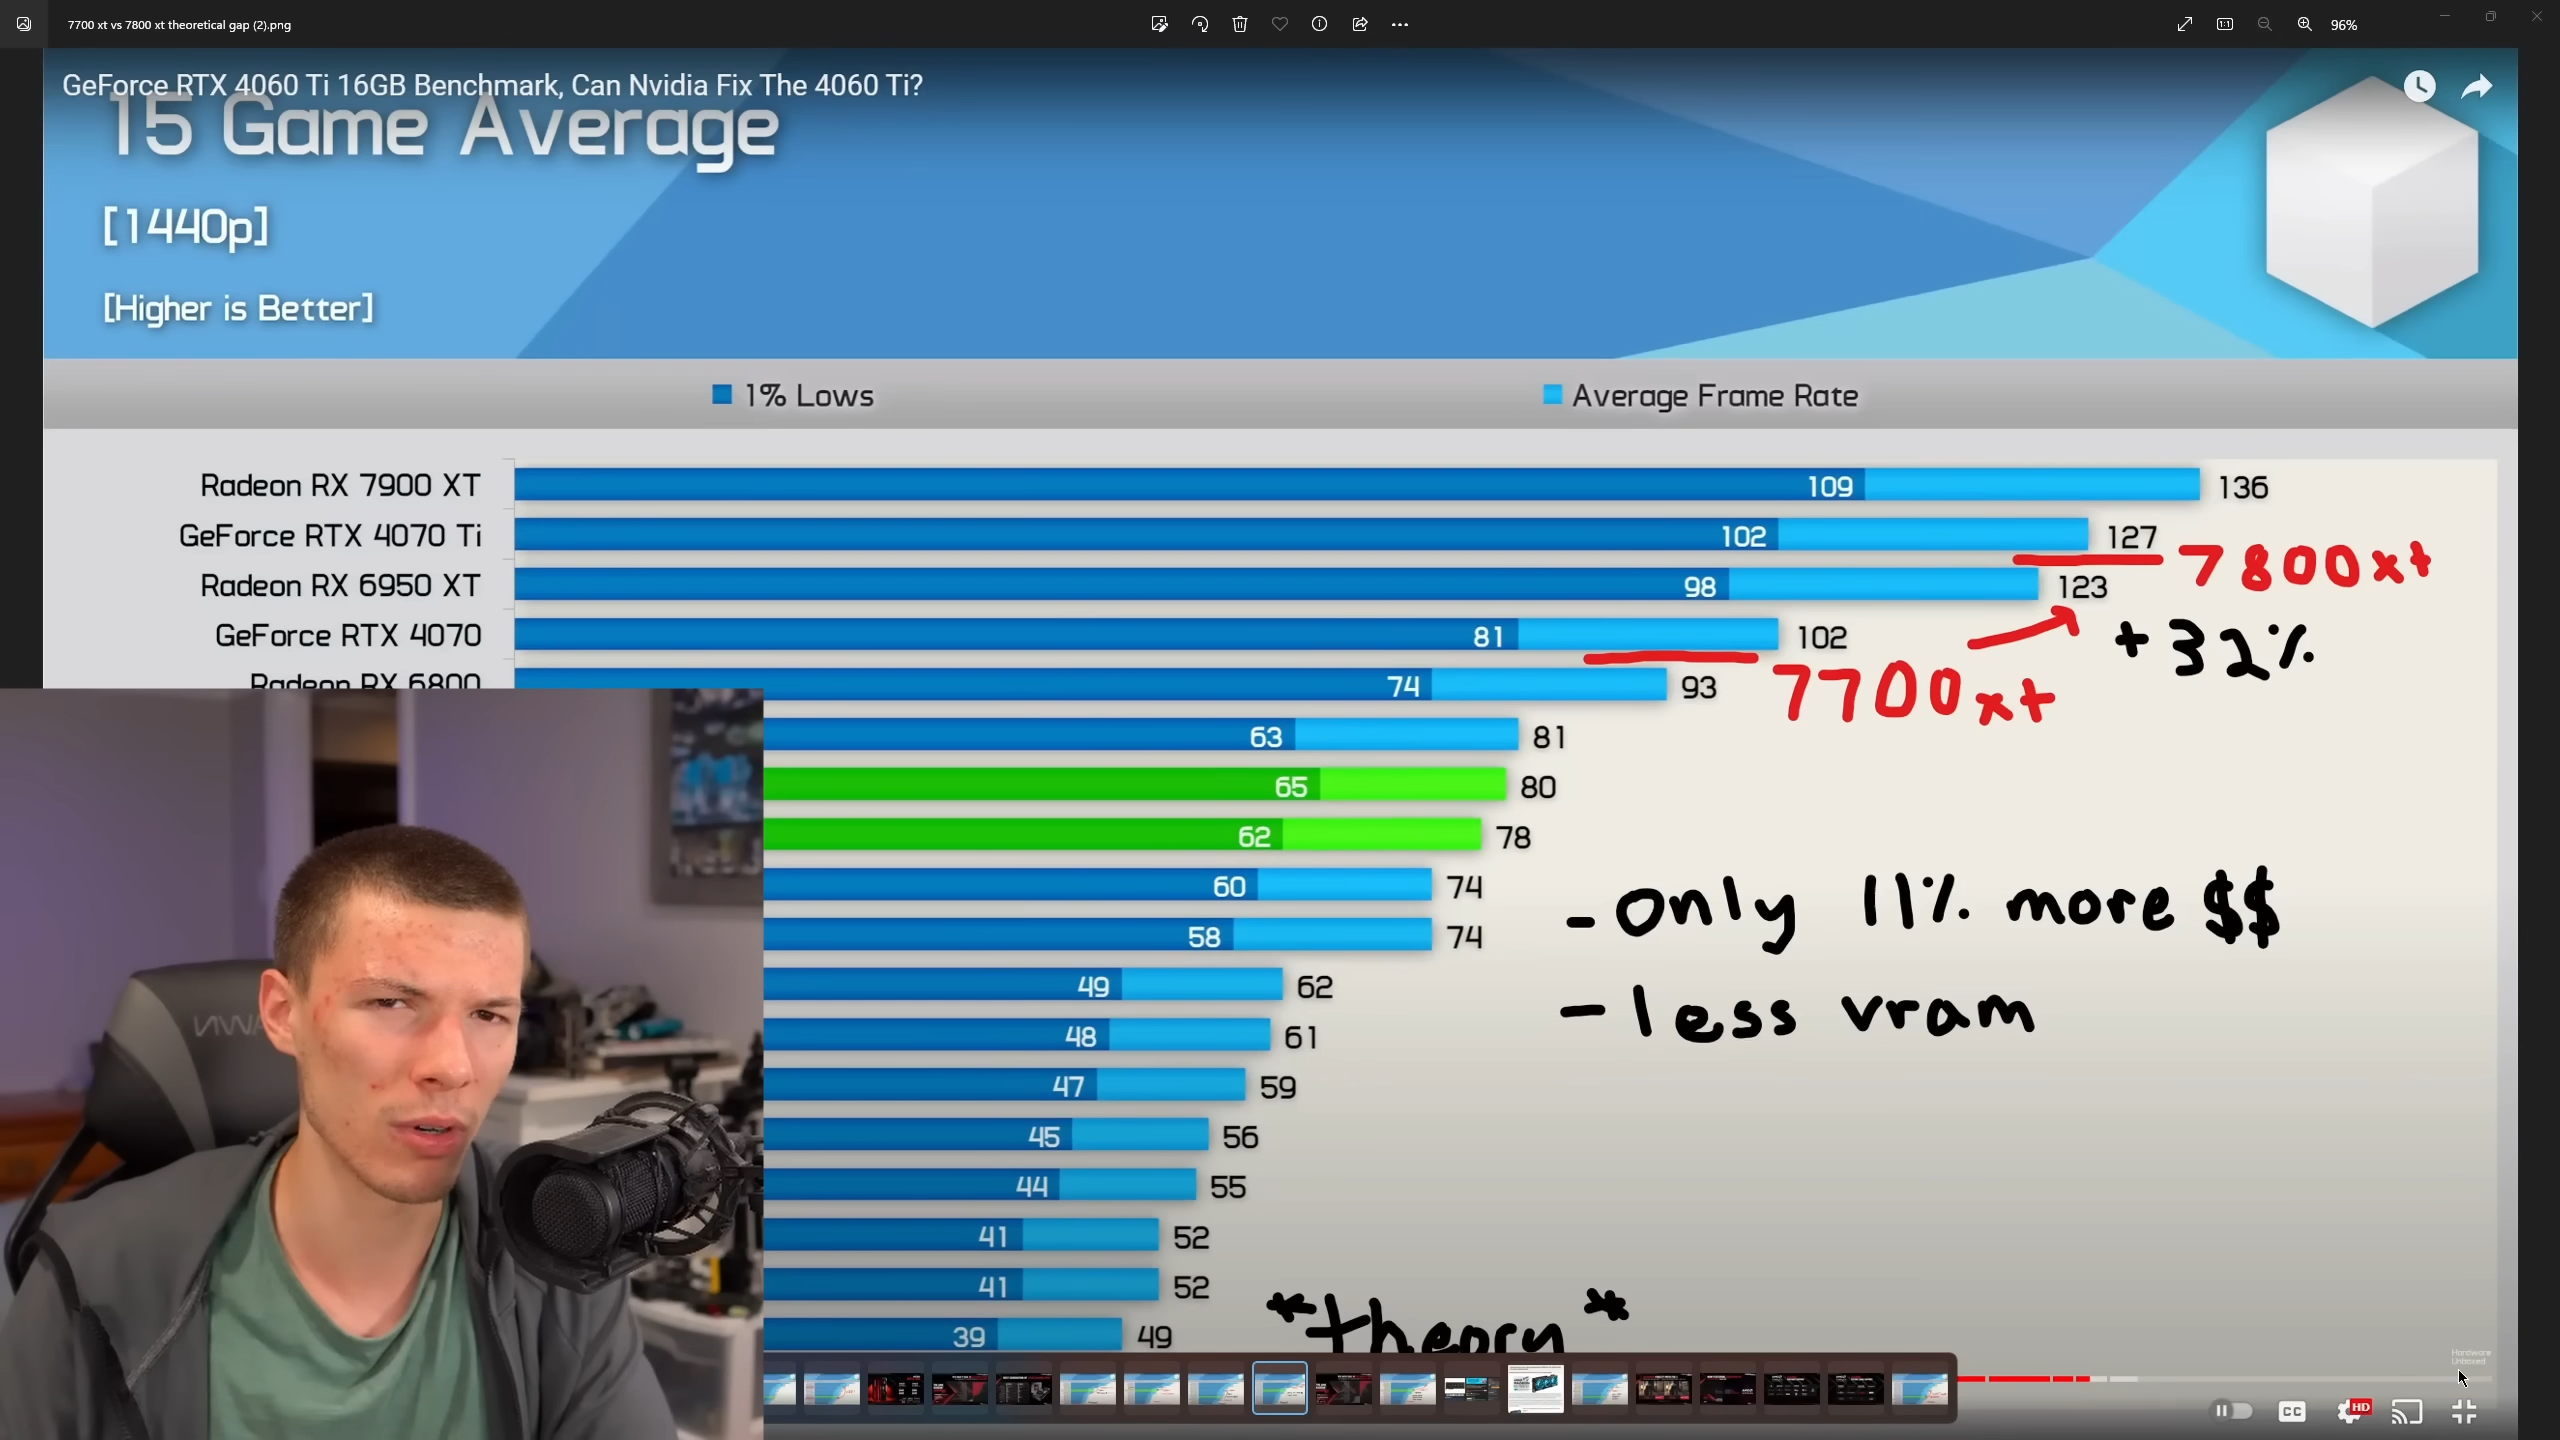 7700 xt vs 7800 xt theoretical gap (2).png
96%
GeForce RTX 4060 Ti 16GB Benchmark, Can Nvidia Fix The 4060 Ti?
15 Game Average
[1440p]
[Higher is Better]
1% Lows Average Frame Rate
Radeon RX 7900 XT 109 136
GeForce RTX 4070 Ti 102 127
7800xt
Radeon RX 6950 XT 98 123
GeForce RTX 4070 81 102
+32%
Radeon RX 6800 74 93
7700xt
63 81
65 80
62 78
60 74
- only 11% more $$
58 74
49 62
- less vram
48 61
47 59
45 56
44 55
41 52
41 52
39 49
*theory*
Hardware
Unboxed
CC
HD